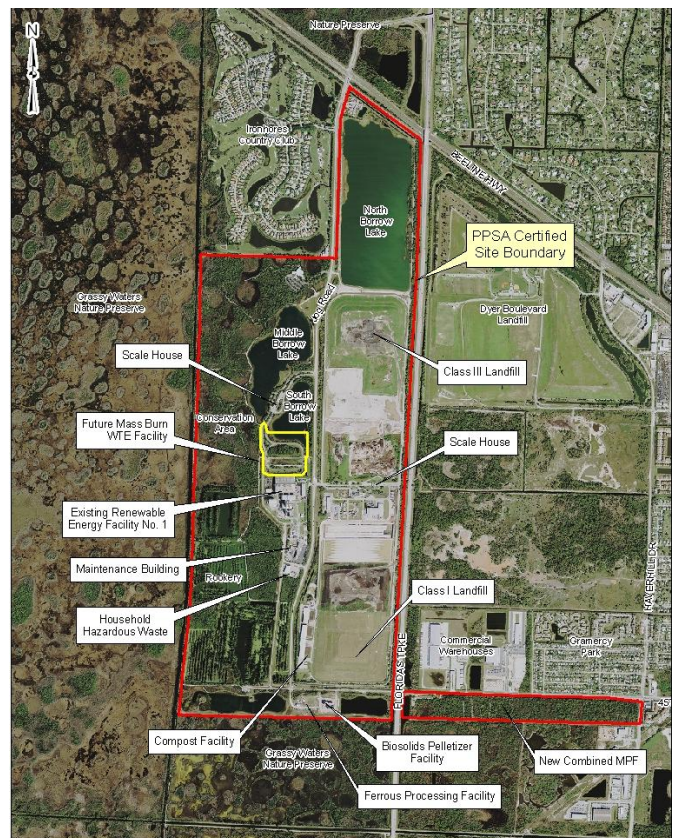 N
Nature Preserve
Ironhores
Country Club
BEELINE HWY
North
Borrow
Lake
PPSA Certified
Site Boundary
Grassy Waters
Nature Preserve
Jog Road
Dyer Boulevard
Landfill
Middle
Borrow
Lake
Scale House
Class III Landfill
South
Borrow
Lake
Conservation
Area
Future Mass Burn
WTE Facility
Scale House
Existing Renewable
Energy Facility No. 1
Maintenance Building
Rookery
HAVERHILL DR
Household
Hazardous Waste
Class I Landfill
Commercial
Warehouses
Gramercy
Park
FLORIDAS TPKE
45
Compost Facility
Grassy Waters
Nature Preserve
Biosolids Pelletizer
Facility
New Combined MPF
Ferrous Processing Facility